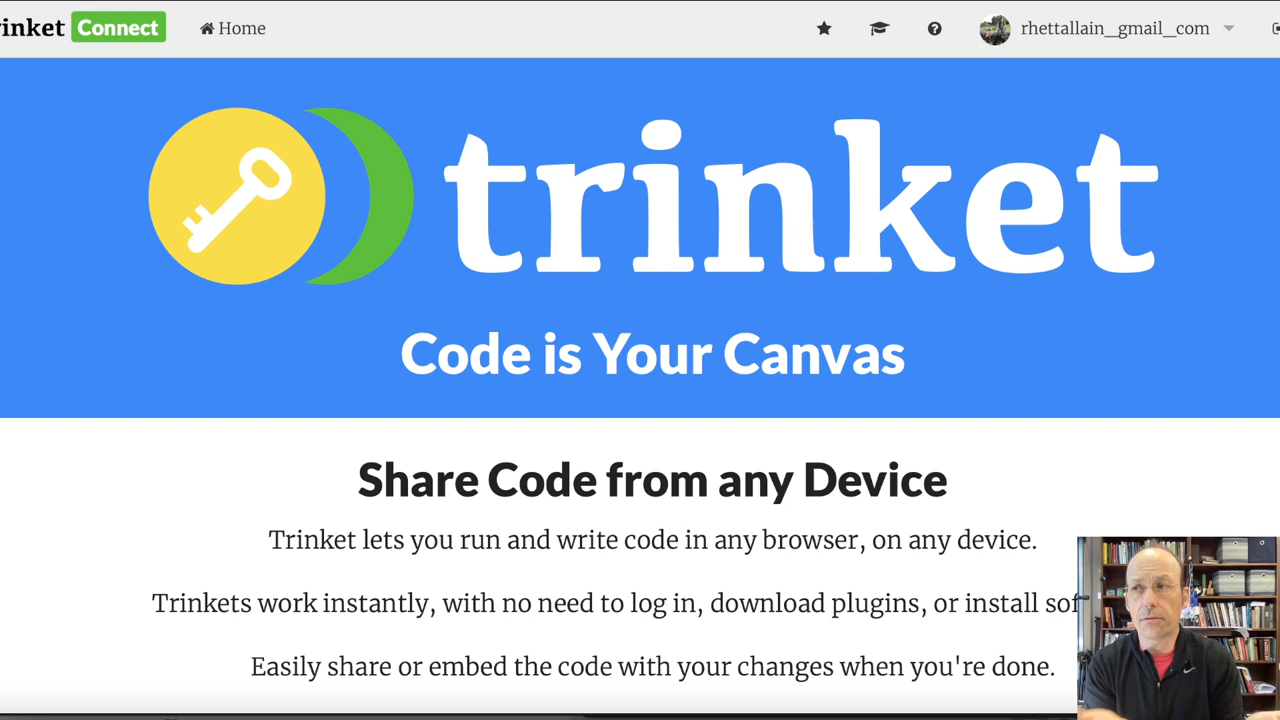 rinket Connect Home rhettallain_gmail_com
trinket
Code is Your Canvas
Share Code from any Device
Trinket lets you run and write code in any browser, on any device.
Trinkets work instantly, with no need to log in, download plugins, or install sof
Easily share or embed the code with your changes when you're done.